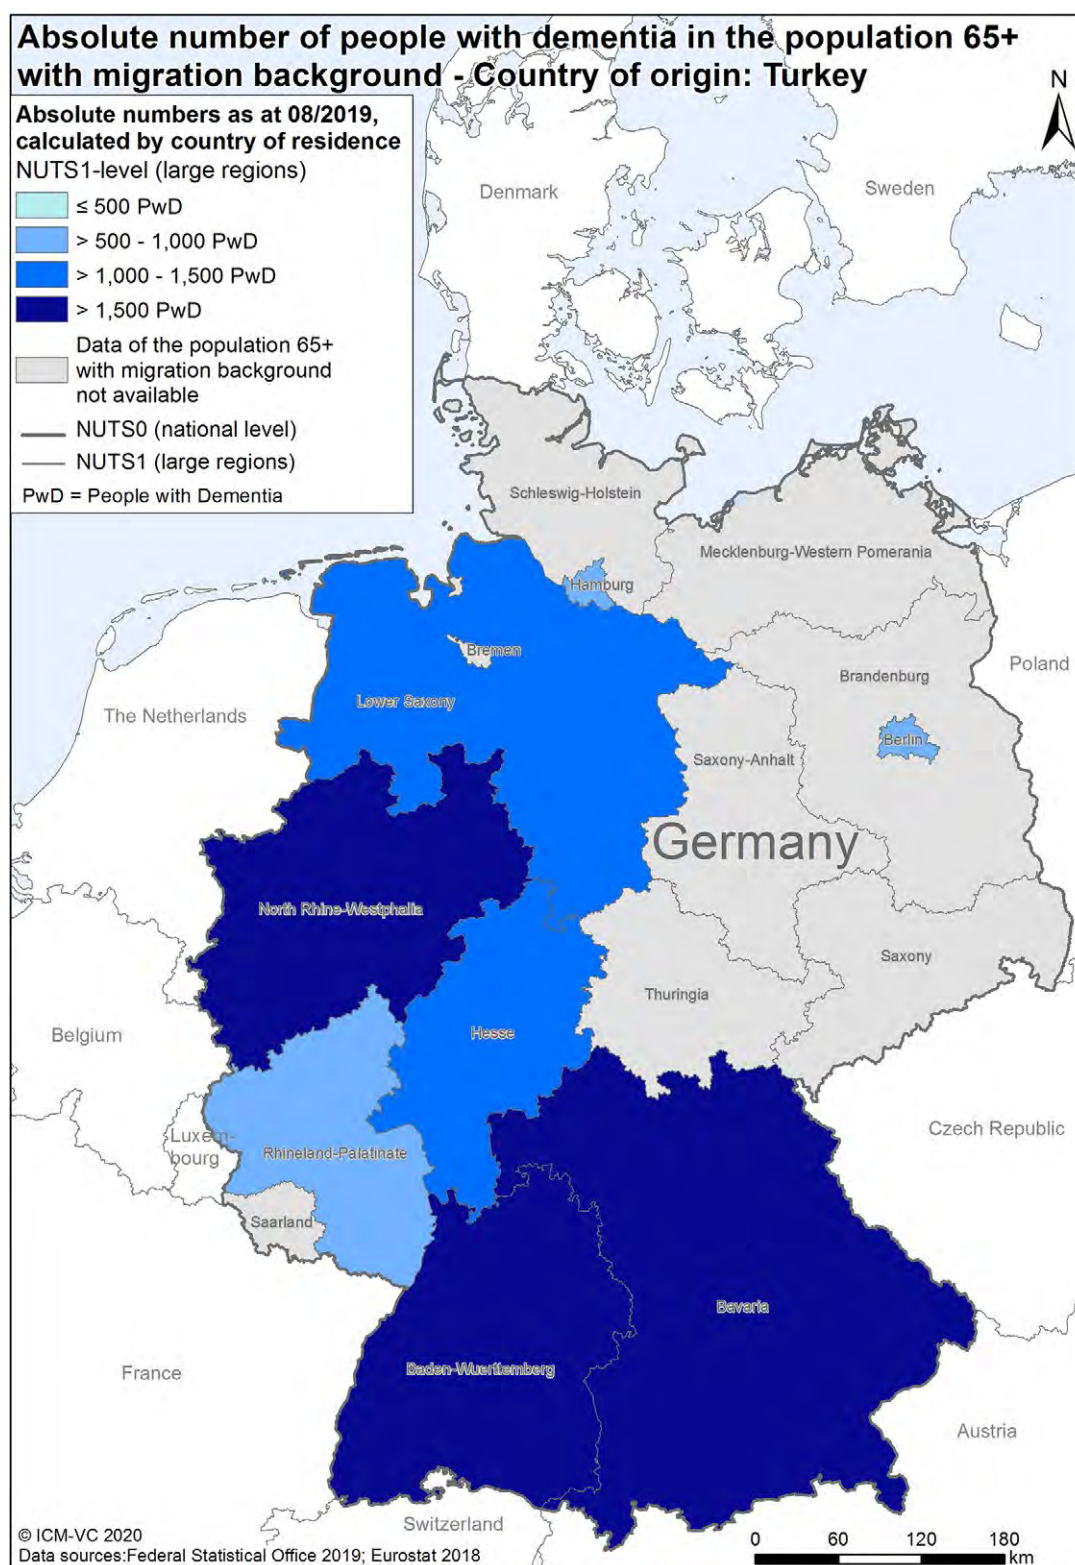 Absolute number of people with dementia in the population 65+
with migration background - Country of origin: Turkey
Absolute numbers as at 08/2019,
calculated by country of residence
NUTS1-level (large regions)
≤ 500 PwD
> 500 - 1,000 PwD
> 1,000 - 1,500 PwD
> 1,500 PwD
Data of the population 65+
with migration background
not available
NUTS0 (national level)
NUTS1 (large regions)
PwD = People with Dementia
N
Denmark
Sweden
Schleswig-Holstein
Mecklenburg-Western Pomerania
Hamburg
Bremen
Poland
Brandenburg
Lower Saxony
The Netherlands
Berlin
Saxony-Anhalt
Germany
North Rhine-Westphalia
Saxony
Thuringia
Belgium
Hesse
Czech Republic
Luxem-
bourg
Rhineland-Palatinate
Saarland
Bavaria
France
Baden-Wuerttemberg
Austria
Switzerland
© ICM-VC 2020
Data sources:Federal Statistical Office 2019; Eurostat 2018
0 60 120 180
km